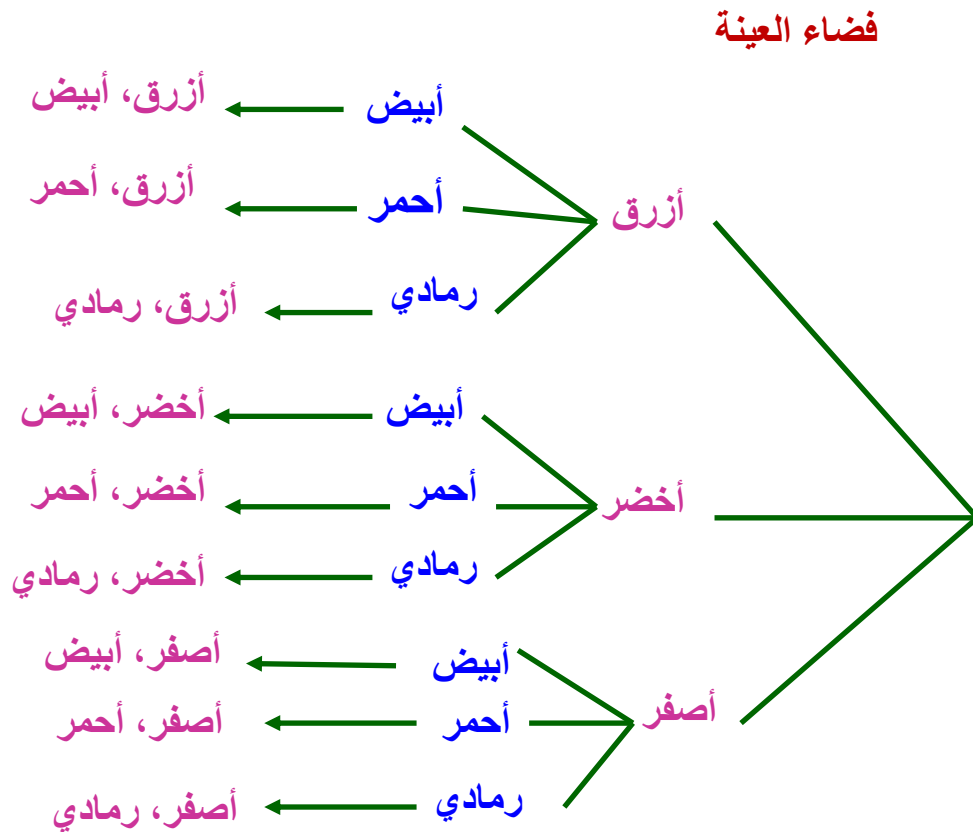 فضاء العينة
أزرق
أبيض
أزرق، أبيض
أحمر
أزرق، أحمر
رمادي
أزرق، رمادي
أخضر
أبيض
أخضر، أبيض
أحمر
أخضر، أحمر
رمادي
أخضر، رمادي
أصفر
أبيض
أصفر، أبيض
أحمر
أصفر، أحمر
رمادي
أصفر، رمادي